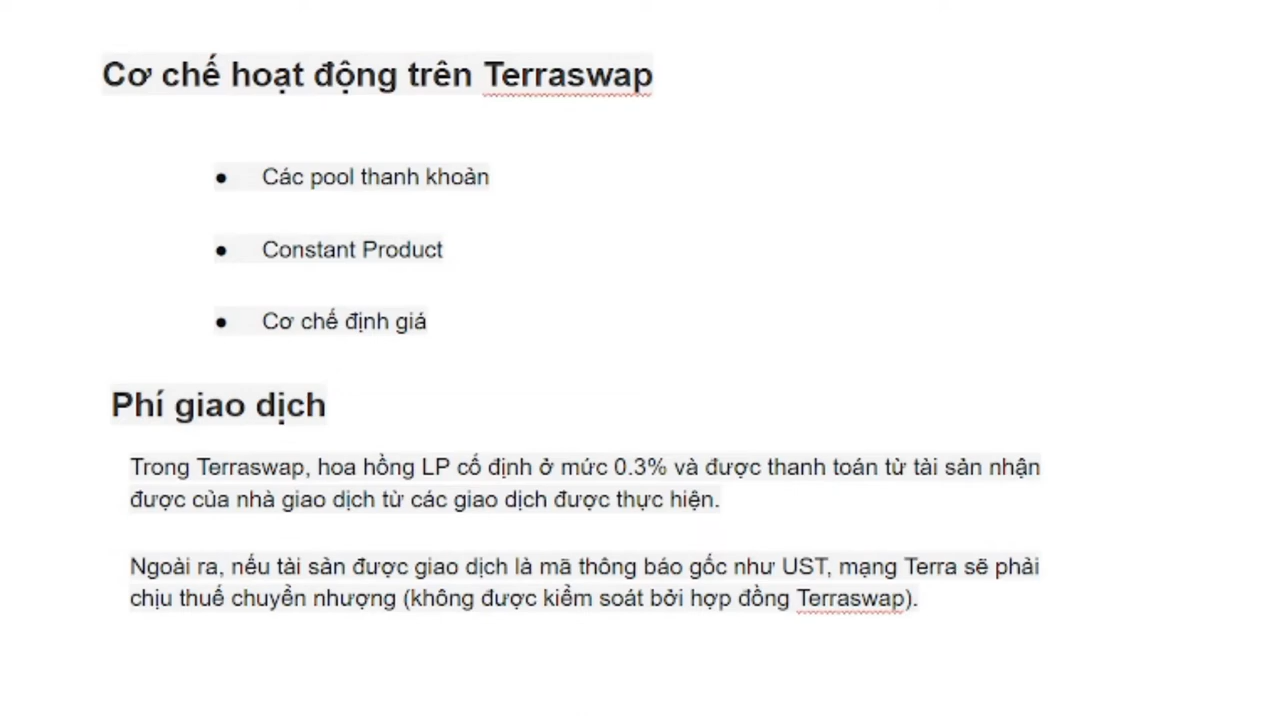 Cơ chế hoạt động trên Terraswap
● Các pool thanh khoản
● Constant Product
● Cơ chế định giá
Phí giao dịch
Trong Terraswap, hoa hồng LP cố định ở mức 0.3% và được thanh toán từ tài sản nhận
được của nhà giao dịch từ các giao dịch được thực hiện.
Ngoài ra, nếu tài sản được giao dịch là mã thông báo gốc như UST, mạng Terra sẽ phải
chịu thuế chuyển nhượng (không được kiểm soát bởi hợp đồng Terraswap).